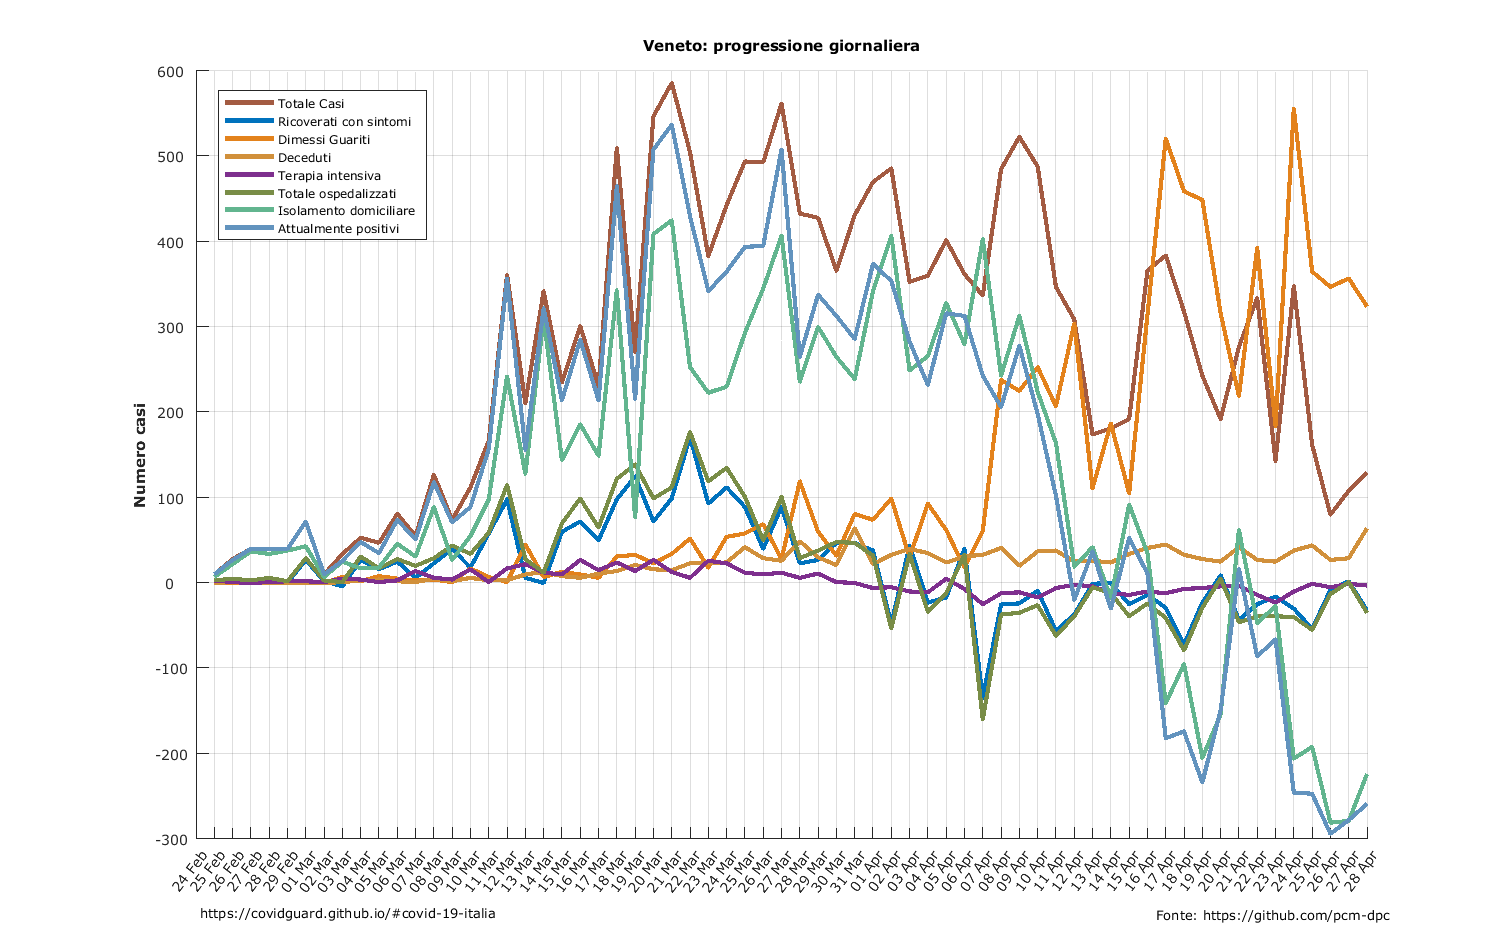 Veneto: progressione giornaliera
600
500
400
300
200
100
0
-100
-200
-300
Numero casi
Totale Casi
Ricoverati con sintomi
Dimessi Guariti
Deceduti
Terapia intensiva
Totale ospedalizzati
Isolamento domiciliare
Attualmente positivi
24 Feb
25 Feb
26 Feb
27 Feb
28 Feb
29 Feb
01 Mar
02 Mar
03 Mar
04 Mar
05 Mar
06 Mar
07 Mar
08 Mar
09 Mar
10 Mar
11 Mar
12 Mar
13 Mar
14 Mar
15 Mar
16 Mar
17 Mar
18 Mar
19 Mar
20 Mar
21 Mar
22 Mar
23 Mar
24 Mar
25 Mar
26 Mar
27 Mar
28 Mar
29 Mar
30 Mar
31 Mar
01 Apr
02 Apr
03 Apr
04 Apr
05 Apr
06 Apr
07 Apr
08 Apr
09 Apr
10 Apr
11 Apr
12 Apr
13 Apr
14 Apr
15 Apr
16 Apr
17 Apr
18 Apr
19 Apr
20 Apr
21 Apr
22 Apr
23 Apr
24 Apr
25 Apr
26 Apr
27 Apr
28 Apr
https://covidguard.github.io/#covid-19-italia
Fonte: https://github.com/pcm-dpc